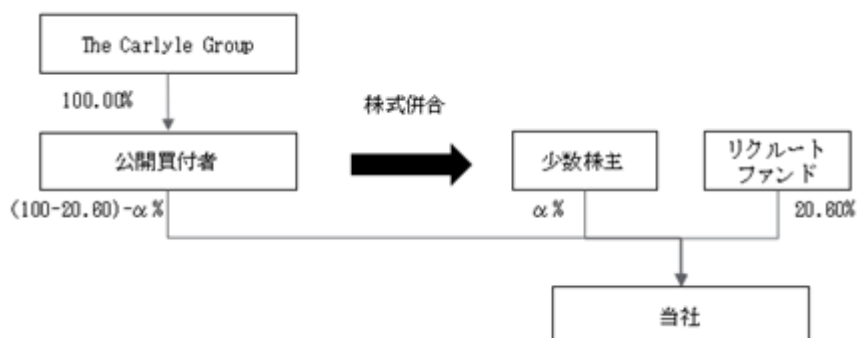 The Carlyle Group
100.00%
株式併合
公開買付者
少数株主
リクルート
ファンド
(100-20.60)-α%
α%
20.60%
当社